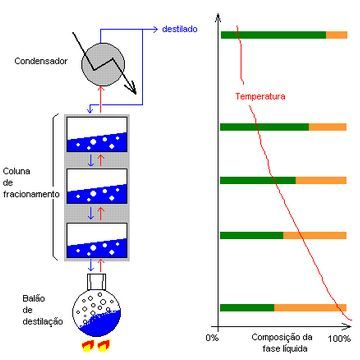 destilado
Condensador
Temperatura
Coluna
de
fracionamento
Balão
de
destilação
0%
Composição da
fase líquida
100%